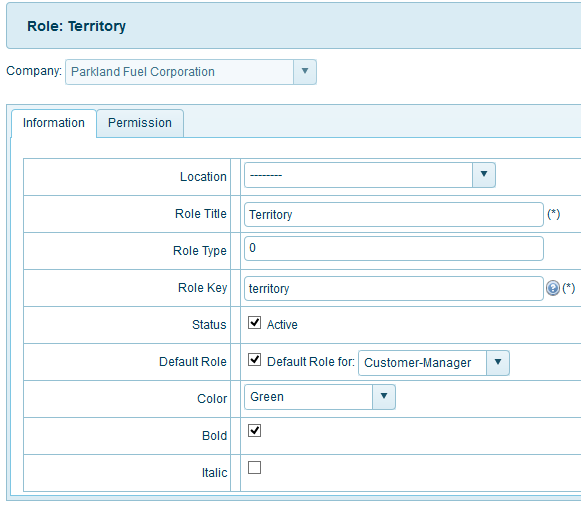 Role: Territory
Company: Parkland Fuel Corporation
Information Permission
Location --------
Role Title Territory (*)
Role Type 0
Role Key territory ? (*)
Status Active
Default Role Default Role for: Customer-Manager
Color Green
Bold
Italic